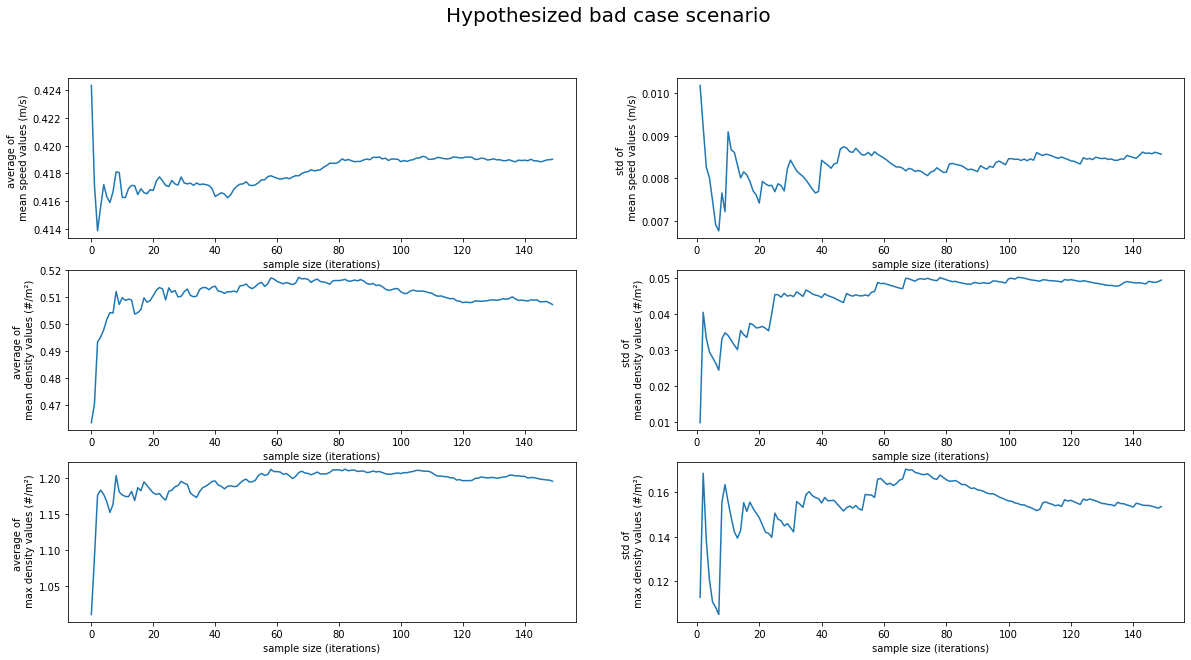 Hypothesized bad case scenario
average of
mean speed values (m/s)
0.424
0.422
0.420
0.418
0.416
0.414
0 20 40 60 80 100 120 140
sample size (iterations)
std of
mean speed values (m/s)
0.010
0.009
0.008
0.007
0 20 40 60 80 100 120 140
sample size (iterations)
average of
mean density values (#/m²)
0.52
0.51
0.50
0.49
0.48
0.47
0 20 40 60 80 100 120 140
sample size (iterations)
std of
mean density values (#/m²)
0.05
0.04
0.03
0.02
0.01
0 20 40 60 80 100 120 140
sample size (iterations)
average of
max density values (#/m²)
1.20
1.15
1.10
1.05
0 20 40 60 80 100 120 140
sample size (iterations)
std of
max density values (#/m²)
0.16
0.14
0.12
0 20 40 60 80 100 120 140
sample size (iterations)